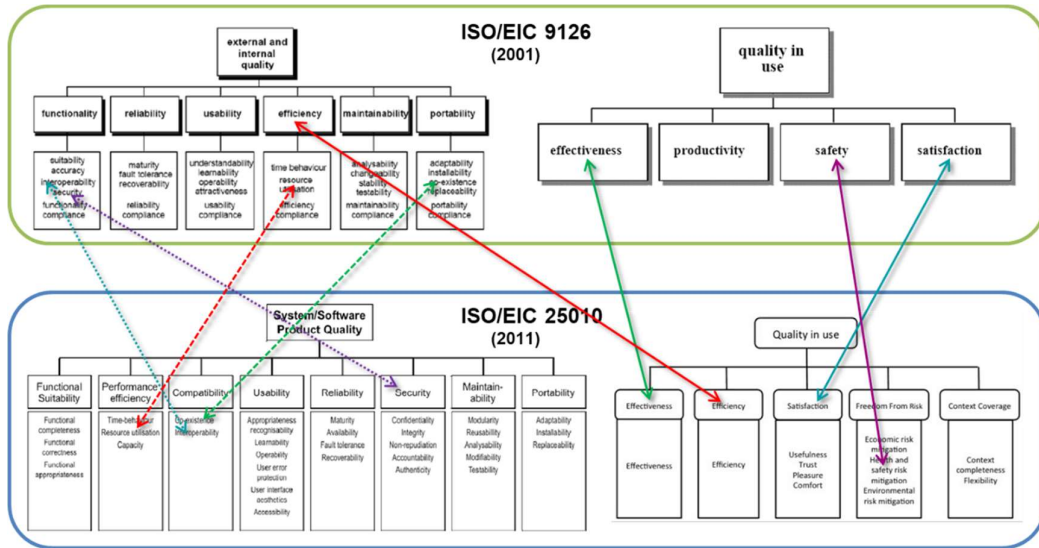 ISO/EIC 9126
(2001)
external and
internal
quality
functionality
reliability
usability
efficiency
maintainability
portability
suitability
accuracy
interoperability
security
functionality
compliance
maturity
fault tolerance
recoverability
reliability
compliance
understandability
learnability
operability
attractiveness
usability
compliance
time behaviour
resource
utilisation
efficiency
compliance
analysability
changeability
stability
testability
maintainability
compliance
adaptability
installability
co-existence
replaceability
portability
compliance
quality in
use
effectiveness
productivity
safety
satisfaction
ISO/EIC 25010
(2011)
System/Software
Product Quality
Functional
Suitability
Performance
efficiency
Compatibility
Usability
Reliability
Security
Maintain-
ability
Portability
Functional
completeness
Functional
correctness
Functional
appropriateness
Time-behaviour
Resource utilisation
Capacity
Co-existence
Interoperability
Appropriateness
recognisability
Learnability
Operability
User error
protection
User interface
aesthetics
Accessibility
Maturity
Availability
Fault tolerance
Recoverability
Confidentiality
Integrity
Non-repudiation
Accountability
Authenticity
Modularity
Reusability
Analysability
Modifiability
Testability
Adaptability
Installability
Replaceability
Quality in use
Effectiveness
Efficiency
Satisfaction
Freedom From Risk
Context Coverage
Effectiveness
Efficiency
Usefulness
Trust
Pleasure
Comfort
Economic risk
mitigation
Health and
safety risk
mitigation
Environmental
risk mitigation
Context
completeness
Flexibility